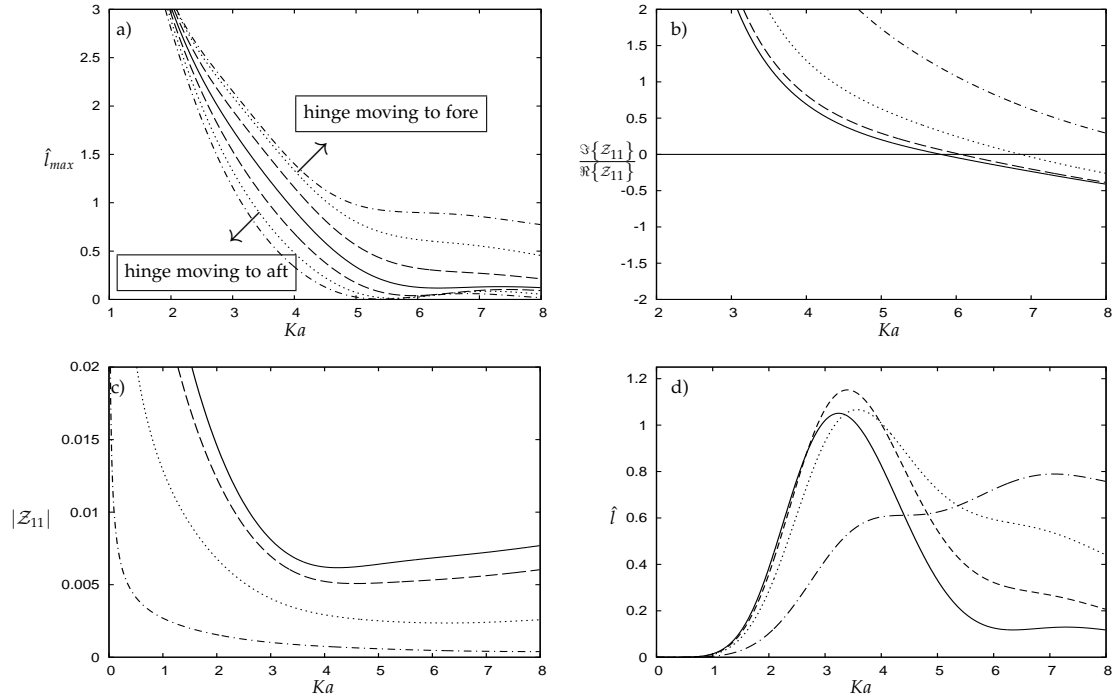 3
2.5
2
1.5
1
0.5
0
1 2 3 4 5 6 7 8
a)
hinge moving to fore
hinge moving to aft
l̂max
Ka
2
1.5
1
0.5
0
-0.5
-1
-1.5
-2
2 3 4 5 6 7 8
b)
ℑ{Z11}
ℜ{Z11}
Ka
0.02
0.015
0.01
0.005
0
0 1 2 3 4 5 6 7 8
c)
|Z11|
Ka
1.2
1
0.8
0.6
0.4
0.2
0
0 1 2 3 4 5 6 7 8
d)
l̂
Ka